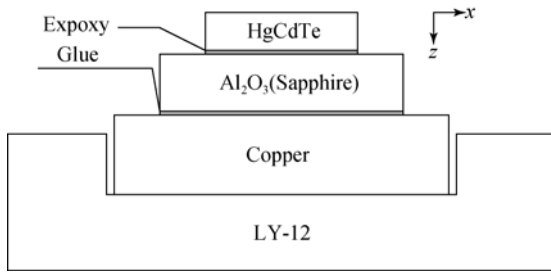 Expoxy
HgCdTe
x
z
Glue
Al₂O₃(Sapphire)
Copper
LY-12